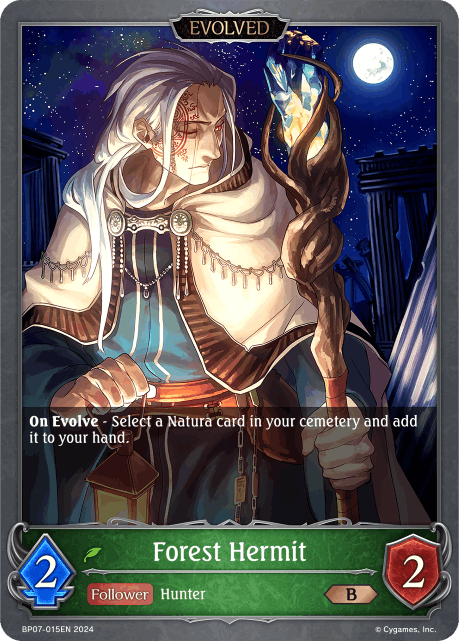 EVOLVED
On Evolve - Select a Natura card in your cemetery and add
it to your hand.
Forest Hermit
2
Follower Hunter
B
2
BP07-015EN 2024
© Cygames, Inc.